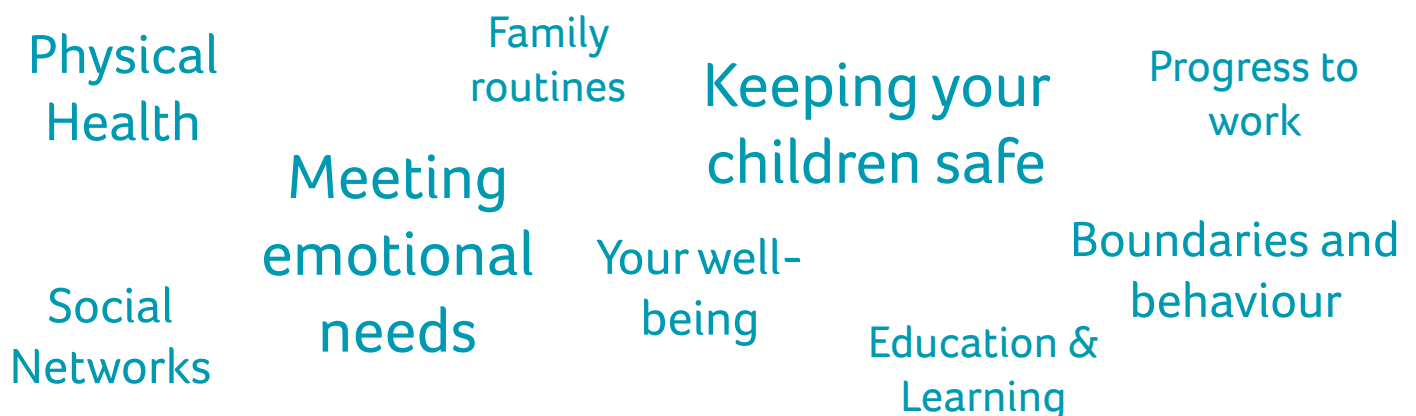 Physical
Health
Family
routines
Keeping your
children safe
Progress to
work
Meeting
emotional
needs
Your well-
being
Boundaries and
behaviour
Social
Networks
Education &
Learning